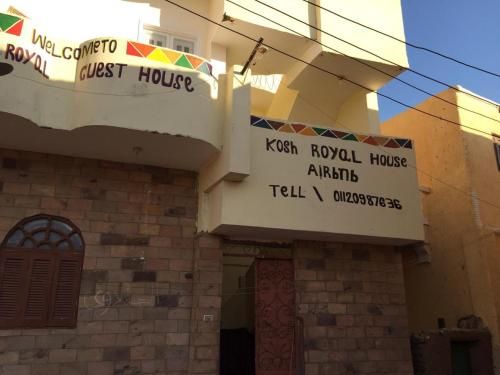 WELCOME TO
ROYAL GUEST HOUSE
KOSH ROYAL HOUSE
AIRbnb
TELL \ 01120987636